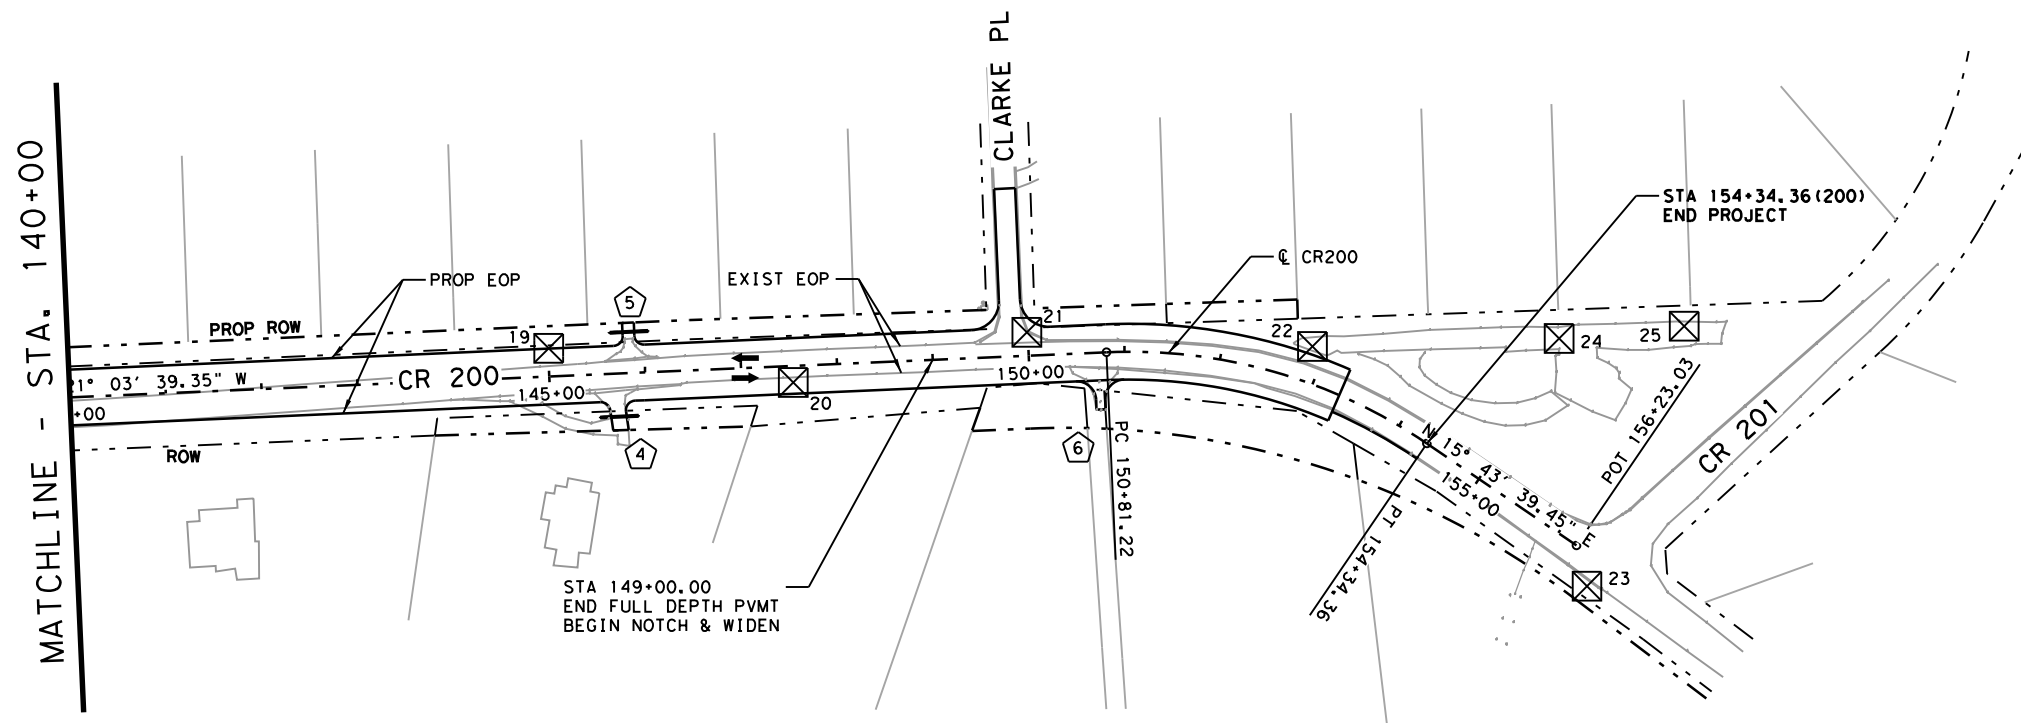 MATCHLINE - STA. 140+00
CLARKE PL
STA 154+34.36(200)
END PROJECT
℄ CR200
PROP EOP
EXIST EOP
5
PROP ROW
19
21
22
24
25
1° 03' 39.35" W
CR 200
+00
145+00
150+00
20
ROW
4
6
PC 150+81.22
N 15° 43' 39.45" E
155+00
PT 154+34.36
POT 156+23.03
CR 201
23
STA 149+00.00
END FULL DEPTH PVMT
BEGIN NOTCH & WIDEN